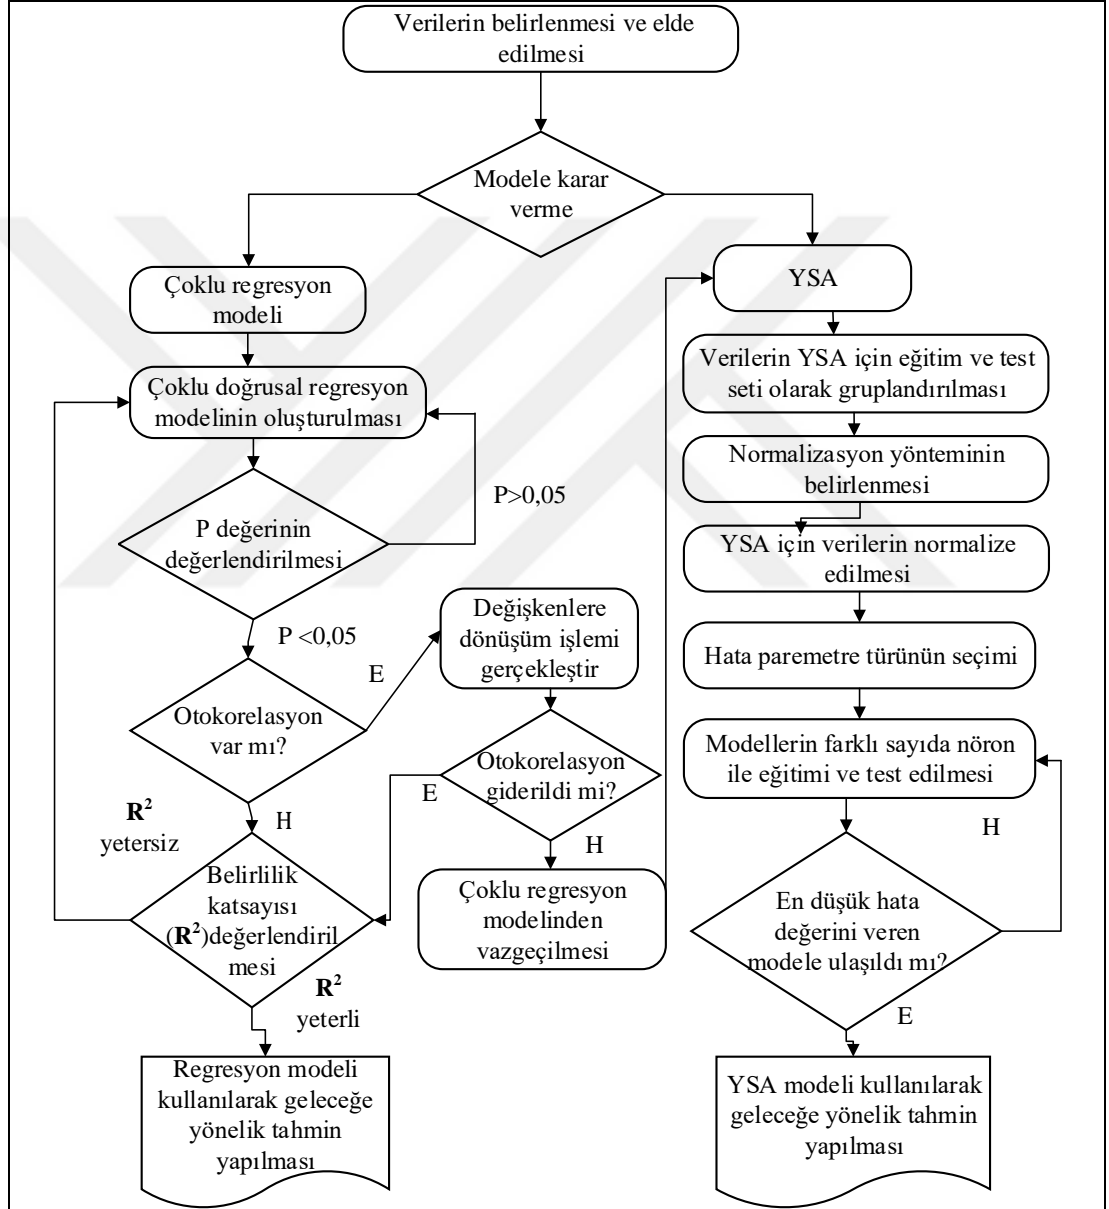 Verilerin belirlenmesi ve elde
edilmesi
Modele karar
verme
Çoklu regresyon
modeli
Çoklu doğrusal regresyon
modelinin oluşturulması
P>0,05
P değerinin
değerlendirilmesi
P <0,05
Otokorelasyon
var mı?
E
Değişkenlere
dönüşüm işlemi
gerçekleştir
Otokorelasyon
giderildi mi?
E
H
Çoklu regresyon
modelinden
vazgeçilmesi
H
R²
yetersiz
Belirlilik
katsayısı
(R²)değerlendiril
mesi
R²
yeterli
Regresyon modeli
kullanılarak geleceğe
yönelik tahmin
yapılması
YSA
Verilerin YSA için eğitim ve test
seti olarak gruplandırılması
Normalizasyon yönteminin
belirlenmesi
YSA için verilerin normalize
edilmesi
Hata paremetre türünün seçimi
Modellerin farklı sayıda nöron
ile eğitimi ve test edilmesi
H
En düşük hata
değerini veren
modele ulaşıldı mı?
E
YSA modeli kullanılarak
geleceğe yönelik tahmin
yapılması